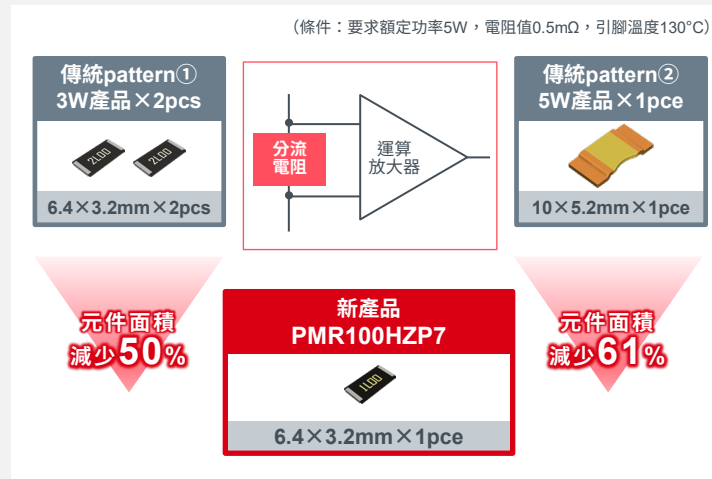 （條件：要求額定功率5W，電阻值0.5mΩ，引腳溫度130°C）
傳統pattern①
3W產品×2pcs
2L00
2L00
6.4×3.2mm×2pcs
分流
電阻
運算
放大器
傳統pattern②
5W產品×1pce
10×5.2mm×1pce
元件面積
減少50%
新產品
PMR100HZP7
1L00
6.4×3.2mm×1pce
元件面積
減少61%